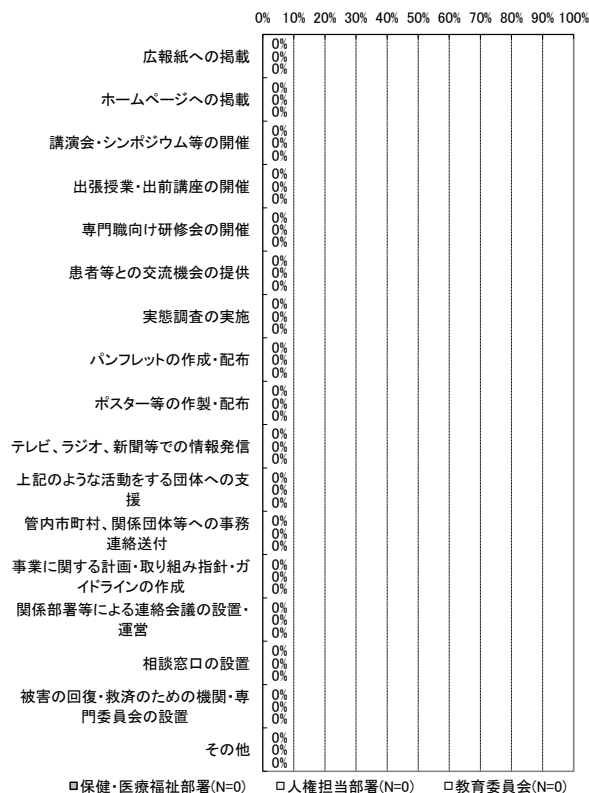 0% 10% 20% 30% 40% 50% 60% 70% 80% 90% 100%
広報紙への掲載
0%
0%
0%
ホームページへの掲載
0%
0%
0%
講演会・シンポジウム等の開催
0%
0%
0%
出張授業・出前講座の開催
0%
0%
0%
専門職向け研修会の開催
0%
0%
0%
患者等との交流機会の提供
0%
0%
0%
実態調査の実施
0%
0%
0%
パンフレットの作成・配布
0%
0%
0%
ポスター等の作製・配布
0%
0%
0%
テレビ、ラジオ、新聞等での情報発信
0%
0%
0%
上記のような活動をする団体への支
援
0%
0%
0%
管内市町村、関係団体等への事務
連絡送付
0%
0%
0%
事業に関する計画・取り組み指針・ガ
イドラインの作成
0%
0%
0%
関係部署等による連絡会議の設置・
運営
0%
0%
0%
相談窓口の設置
0%
0%
0%
被害の回復・救済のための機関・専
門委員会の設置
0%
0%
0%
その他
0%
0%
0%
保健・医療福祉部署(N=0) 人権担当部署(N=0) 教育委員会(N=0)